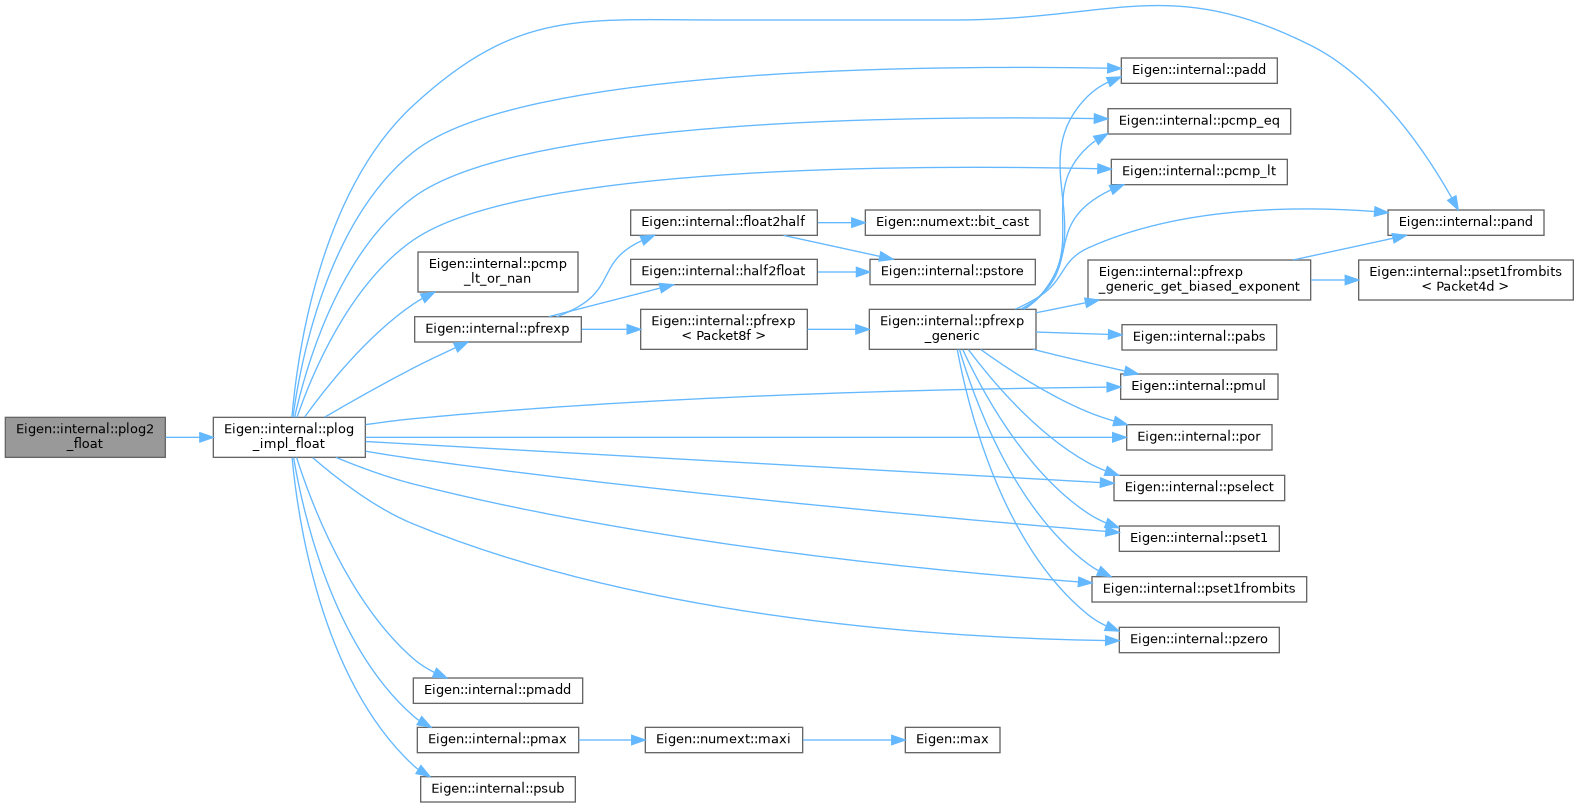 Eigen::internal::plog2
_float
Eigen::internal::plog
_impl_float
Eigen::internal::pcmp
_lt_or_nan
Eigen::internal::pfrexp
Eigen::internal::pmadd
Eigen::internal::pmax
Eigen::internal::psub
Eigen::internal::float2half
Eigen::internal::half2float
Eigen::internal::pfrexp
< Packet8f >
Eigen::numext::maxi
Eigen::numext::bit_cast
Eigen::internal::pstore
Eigen::internal::pfrexp
_generic
Eigen::max
Eigen::internal::padd
Eigen::internal::pcmp_eq
Eigen::internal::pcmp_lt
Eigen::internal::pfrexp
_generic_get_biased_exponent
Eigen::internal::pabs
Eigen::internal::pmul
Eigen::internal::por
Eigen::internal::pselect
Eigen::internal::pset1
Eigen::internal::pset1frombits
Eigen::internal::pzero
Eigen::internal::pand
Eigen::internal::pset1frombits
< Packet4d >